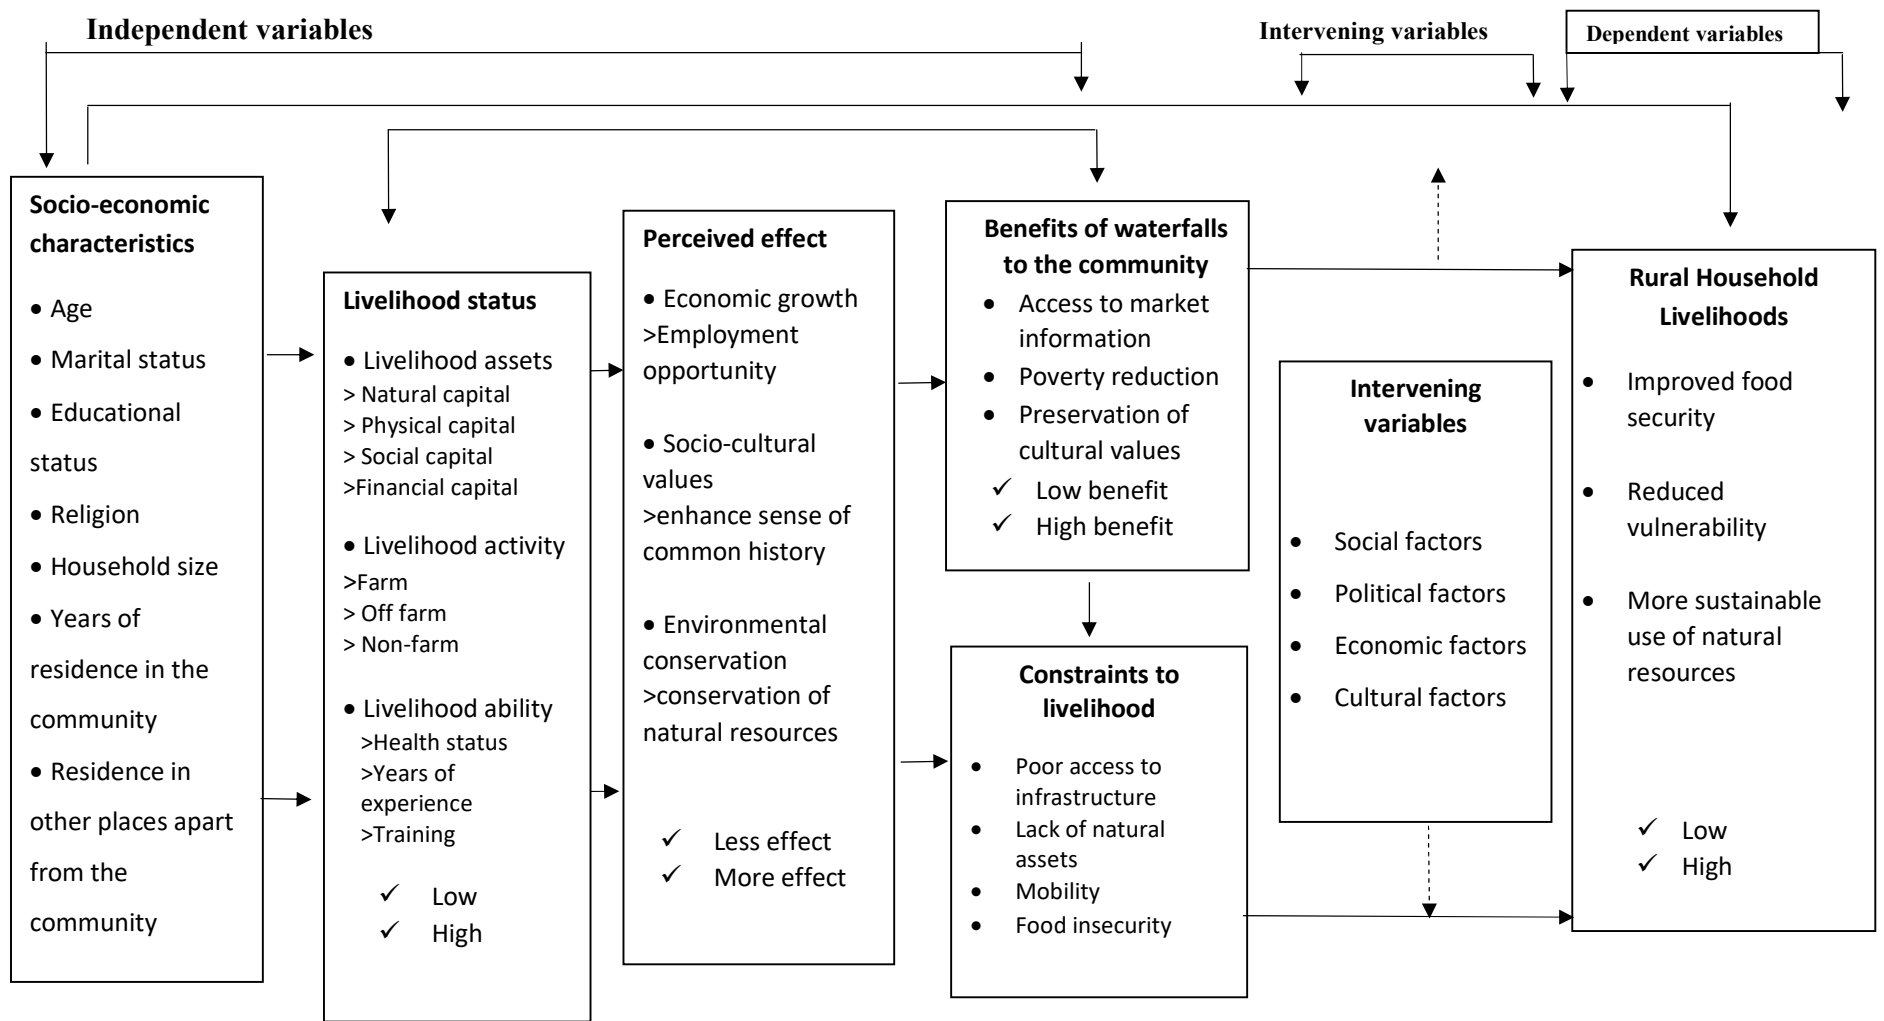 Independent variables
Intervening variables
Dependent variables
Socio-economic
characteristics
• Age
• Marital status
• Educational
status
• Religion
• Household size
• Years of
residence in the
community
• Residence in
other places apart
from the
community
Livelihood status
• Livelihood assets
> Natural capital
> Physical capital
> Social capital
>Financial capital
• Livelihood activity
>Farm
> Off farm
> Non-farm
• Livelihood ability
>Health status
>Years of
experience
>Training
✓ Low
✓ High
Perceived effect
• Economic growth
>Employment
opportunity
• Socio-cultural
values
>enhance sense of
common history
• Environmental
conservation
>conservation of
natural resources
✓ Less effect
✓ More effect
Benefits of waterfalls
to the community
• Access to market
information
• Poverty reduction
• Preservation of
cultural values
✓ Low benefit
✓ High benefit
Constraints to
livelihood
• Poor access to
infrastructure
• Lack of natural
assets
• Mobility
• Food insecurity
Intervening
variables
• Social factors
• Political factors
• Economic factors
• Cultural factors
Rural Household
Livelihoods
• Improved food
security
• Reduced
vulnerability
• More sustainable
use of natural
resources
✓ Low
✓ High